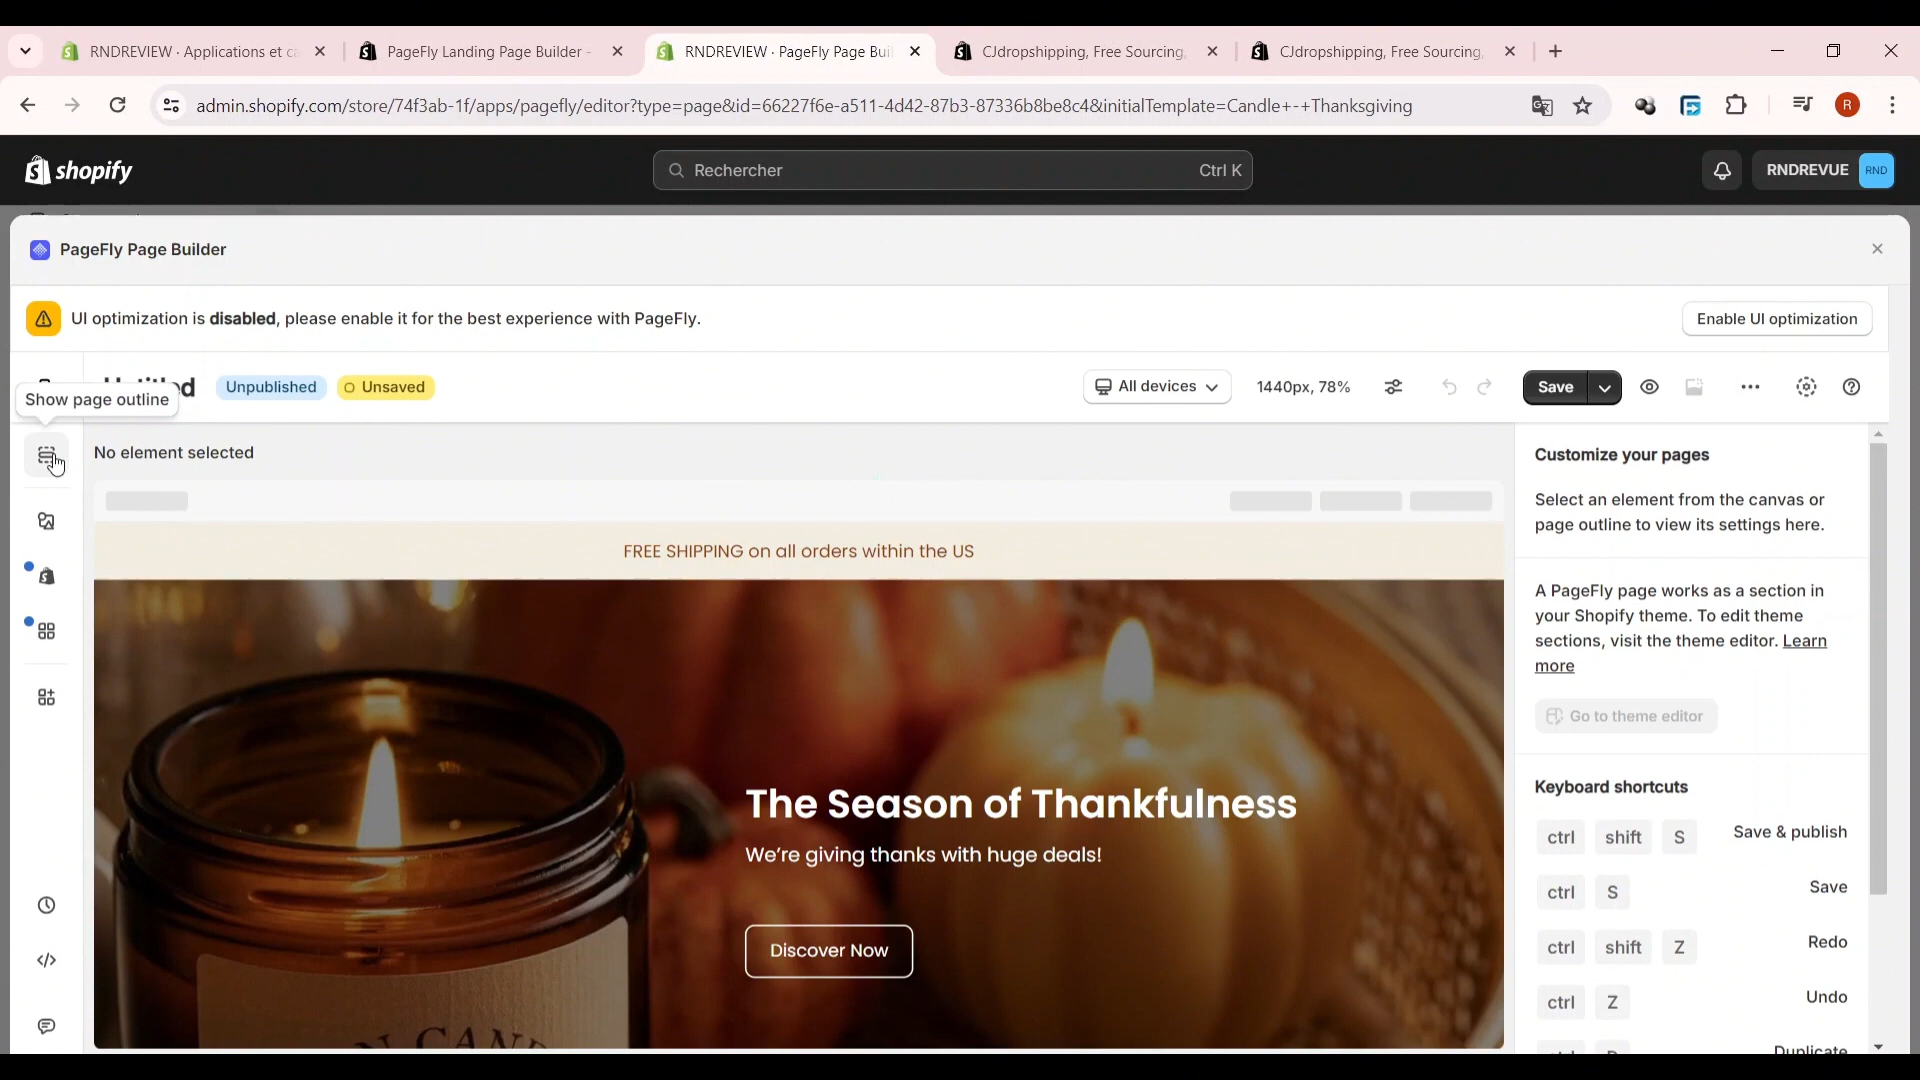 RNDREVIEW · Applications et ca
PageFly Landing Page Builder -
RNDREVIEW · PageFly Page Buil
CJdropshipping, Free Sourcing,
CJdropshipping, Free Sourcing,
admin.shopify.com/store/74f3ab-1f/apps/pagefly/editor?type=page&id=66227f6e-a511-4d42-87b3-87336b8be8c4&initialTemplate=Candle+-+Thanksgiving
R
shopify
Rechercher
Ctrl K
RNDREVUE
RND
PageFly Page Builder
UI optimization is disabled, please enable it for the best experience with PageFly.
Enable UI optimization
Untitled
Unpublished
Unsaved
All devices
1440px, 78%
Save
Show page outline
No element selected
FREE SHIPPING on all orders within the US
The Season of Thankfulness
We're giving thanks with huge deals!
Discover Now
Customize your pages
Select an element from the canvas or
page outline to view its settings here.
A PageFly page works as a section in
your Shopify theme. To edit theme
sections, visit the theme editor. Learn
more
Go to theme editor
Keyboard shortcuts
ctrl shift S Save & publish
ctrl S Save
ctrl shift Z Redo
ctrl Z Undo
Duplicate